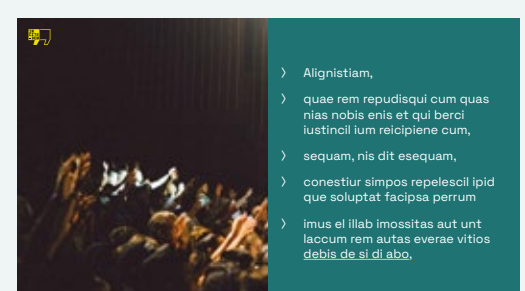 Alignistiam,
quae rem repudisqui cum quas
nias nobis enis et qui berci
iustincil ium reicipiene cum,
sequam, nis dit esequam,
conestiur simpos repelescil ipid
que soluptat facipsa perrum
imus el illab imossitas aut unt
laccum rem autas everae vitios
debis de si di abo,